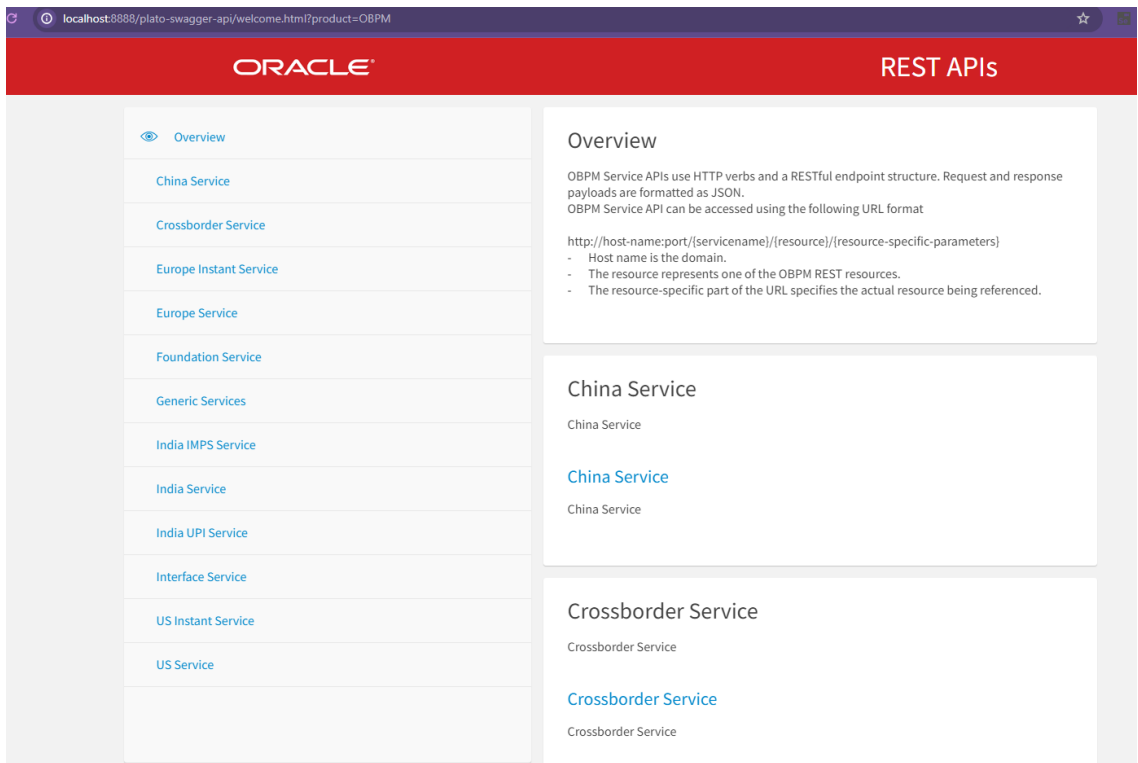 localhost:8888/plato-swagger-api/welcome.html?product=OBPM
ORACLE
REST APIs
Overview
China Service
Crossborder Service
Europe Instant Service
Europe Service
Foundation Service
Generic Services
India IMPS Service
India Service
India UPI Service
Interface Service
US Instant Service
US Service
Overview
OBPM Service APIs use HTTP verbs and a RESTful endpoint structure. Request and response
payloads are formatted as JSON.
OBPM Service API can be accessed using the following URL format
http://host-name:port/{servicename}/{resource}/{resource-specific-parameters}
- Host name is the domain.
- The resource represents one of the OBPM REST resources.
- The resource-specific part of the URL specifies the actual resource being referenced.
China Service
China Service
China Service
China Service
Crossborder Service
Crossborder Service
Crossborder Service
Crossborder Service